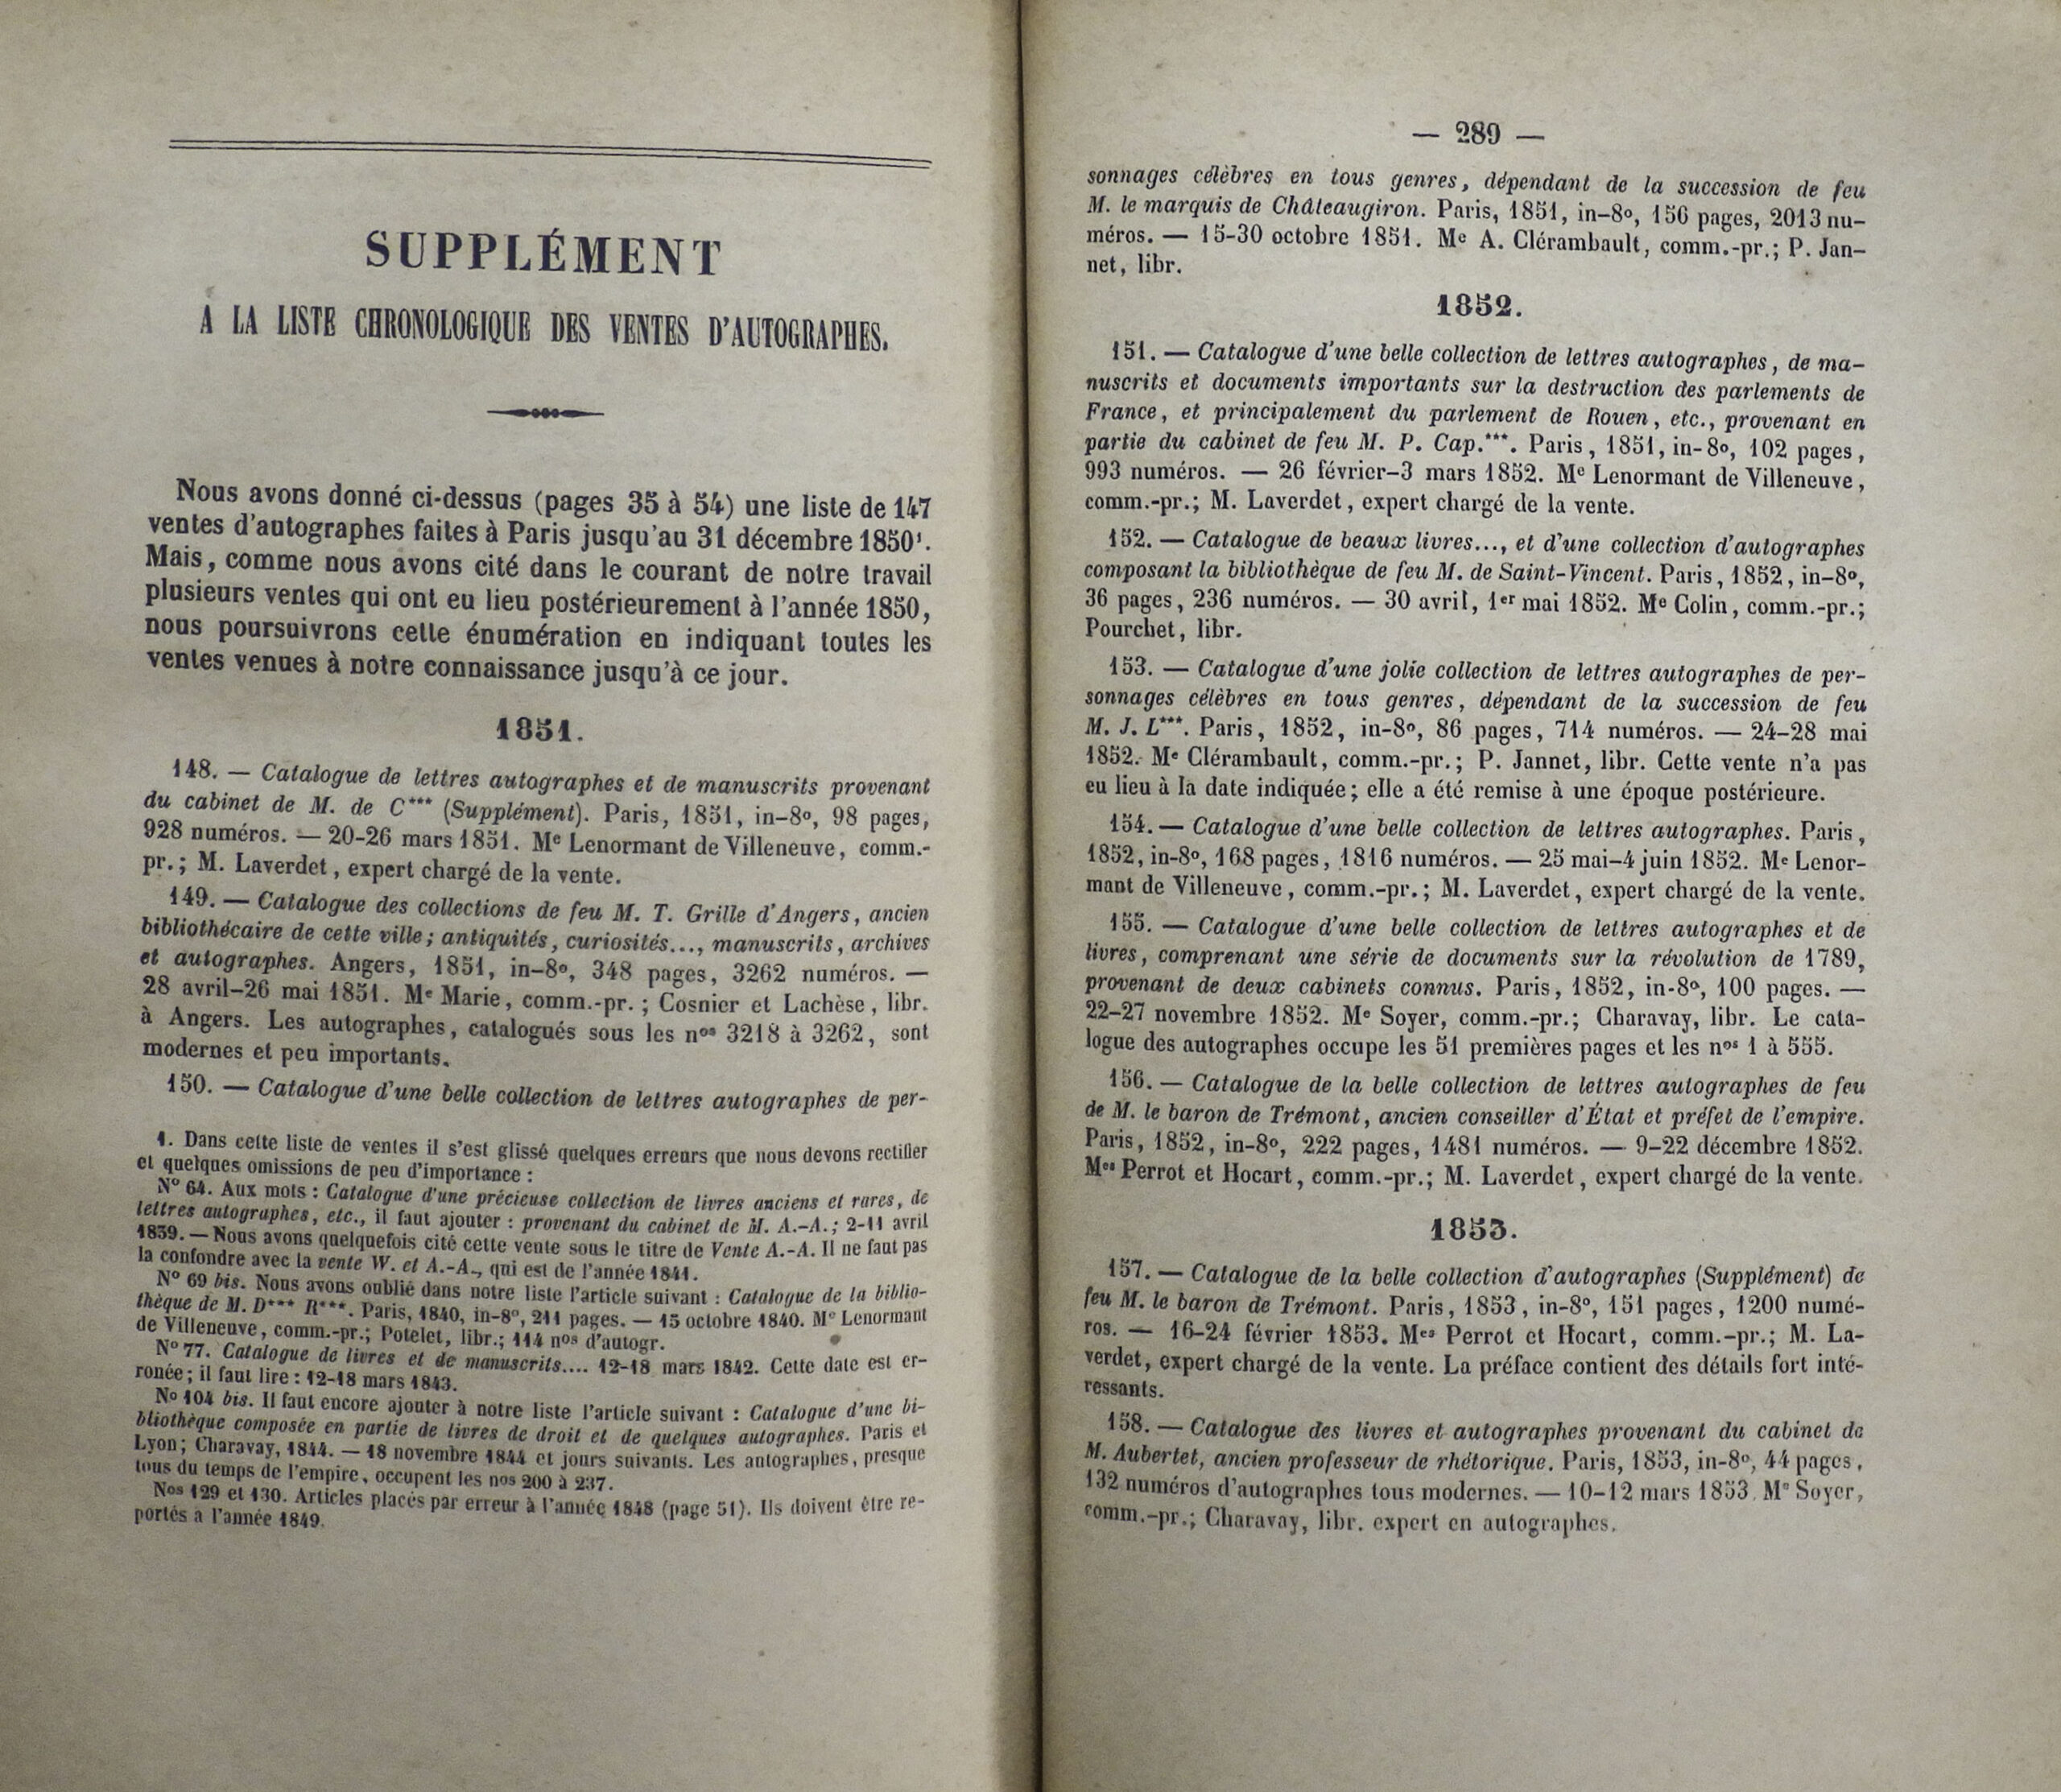 SUPPLÉMENT
A LA LISTE CHRONOLOGIQUE DES VENTES D'AUTOGRAPHES.
Nous avons donné ci-dessus (pages 35 à 54) une liste de 147
ventes d'autographes faites à Paris jusqu'au 31 décembre 1850¹.
Mais, comme nous avons cité dans le courant de notre travail
plusieurs ventes qui ont eu lieu postérieurement à l'année 1850,
nous poursuivrons cette énumération en indiquant toutes les
ventes venues à notre connaissance jusqu'à ce jour.
1851.
148. — Catalogue de lettres autographes et de manuscrits provenant
du cabinet de M. de C*** (Supplément). Paris, 1851, in-8º, 98 pages,
928 numéros. — 20-26 mars 1851. Mᵉ Lenormant de Villeneuve, comm.-
pr.; M. Laverdet, expert chargé de la vente.
149. — Catalogue des collections de feu M. T. Grille d'Angers, ancien
bibliothécaire de cette ville; antiquités, curiosités..., manuscrits, archives
et autographes. Angers, 1851, in-8º, 348 pages, 3262 numéros. —
28 avril-26 mai 1851. Mᵉ Marie, comm.-pr.; Cosnier et Lachèse, libr.
à Angers. Les autographes, catalogués sous les nᵒˢ 3218 à 3262, sont
modernes et peu importants.
150. — Catalogue d'une belle collection de lettres autographes de per-
1. Dans cette liste de ventes il s'est glissé quelques erreurs que nous devons rectifier
et quelques omissions de peu d'importance :
Nº 64. Aux mots : Catalogue d'une précieuse collection de livres anciens et rares, de
lettres autographes, etc., il faut ajouter : provenant du cabinet de M. A.-A.; 2-11 avril
1839. — Nous avons quelquefois cité cette vente sous le titre de Vente A.-A. Il ne faut pas
la confondre avec la vente W. et A.-A., qui est de l'année 1841.
Nº 69 bis. Nous avons oublié dans notre liste l'article suivant : Catalogue de la biblio-
thèque de M. D*** R***. Paris, 1840, in-8º, 211 pages. — 15 octobre 1840. Mᵉ Lenormant
de Villeneuve, comm.-pr.; Potelet, libr.; 114 nᵒˢ d'autogr.
Nº 77. Catalogue de livres et de manuscrits.... 12-18 mars 1842. Cette date est er-
ronée; il faut lire : 12-18 mars 1843.
Nº 104 bis. Il faut encore ajouter à notre liste l'article suivant : Catalogue d'une bi-
bliothèque composée en partie de livres de droit et de quelques autographes. Paris et
Lyon; Charavay, 1844. — 18 novembre 1844 et jours suivants. Les autographes, presque
tous du temps de l'empire, occupent les nᵒˢ 200 à 237.
Nᵒˢ 129 et 130. Articles placés par erreur à l'année 1848 (page 51). Ils doivent être re-
portés à l'année 1849.
— 289 —
sonnages célèbres en tous genres, dépendant de la succession de feu
M. le marquis de Châteaugiron. Paris, 1851, in-8º, 156 pages, 2013 nu-
méros. — 15-30 octobre 1851. Mᵉ A. Clérambault, comm.-pr.; P. Jan-
net, libr.
1852.
151. — Catalogue d'une belle collection de lettres autographes, de ma-
nuscrits et documents importants sur la destruction des parlements de
France, et principalement du parlement de Rouen, etc., provenant en
partie du cabinet de feu M. P. Cap.***. Paris, 1851, in-8º, 102 pages,
993 numéros. — 26 février-3 mars 1852. Mᵉ Lenormant de Villeneuve,
comm.-pr.; M. Laverdet, expert chargé de la vente.
152. — Catalogue de beaux livres..., et d'une collection d'autographes
composant la bibliothèque de feu M. de Saint-Vincent. Paris, 1852, in-8º,
36 pages, 236 numéros. — 30 avril, 1ᵉʳ mai 1852. Mᵉ Colin, comm.-pr.;
Pourchet, libr.
153. — Catalogue d'une jolie collection de lettres autographes de per-
sonnages célèbres en tous genres, dépendant de la succession de feu
M. J. L***. Paris, 1852, in-8º, 86 pages, 714 numéros. — 24-28 mai
1852. Mᵉ Clérambault, comm.-pr.; P. Jannet, libr. Cette vente n'a pas
eu lieu à la date indiquée; elle a été remise à une époque postérieure.
154. — Catalogue d'une belle collection de lettres autographes. Paris,
1852, in-8º, 168 pages, 1816 numéros. — 25 mai-4 juin 1852. Mᵉ Lenor-
mant de Villeneuve, comm.-pr.; M. Laverdet, expert chargé de la vente.
155. — Catalogue d'une belle collection de lettres autographes et de
livres, comprenant une série de documents sur la révolution de 1789,
provenant de deux cabinets connus. Paris, 1852, in-8º, 100 pages. —
22-27 novembre 1852. Mᵉ Soyer, comm.-pr.; Charavay, libr. Le cata-
logue des autographes occupe les 51 premières pages et les nᵒˢ 1 à 555.
156. — Catalogue de la belle collection de lettres autographes de feu
de M. le baron de Trémont, ancien conseiller d'État et préfet de l'empire.
Paris, 1852, in-8º, 222 pages, 1481 numéros. — 9-22 décembre 1852.
Mᵉˢ Perrot et Hocart, comm.-pr.; M. Laverdet, expert chargé de la vente.
1853.
157. — Catalogue de la belle collection d'autographes (Supplément) de
feu M. le baron de Trémont. Paris, 1853, in-8º, 151 pages, 1200 numé-
ros. — 16-24 février 1853. Mᵉˢ Perrot et Hocart, comm.-pr.; M. La-
verdet, expert chargé de la vente. La préface contient des détails fort inté-
ressants.
158. — Catalogue des livres et autographes provenant du cabinet de
M. Aubertet, ancien professeur de rhétorique. Paris, 1853, in-8º, 44 pages,
132 numéros d'autographes tous modernes. — 10-12 mars 1853. Mᵉ Soyer,
comm.-pr.; Charavay, libr. expert en autographes.